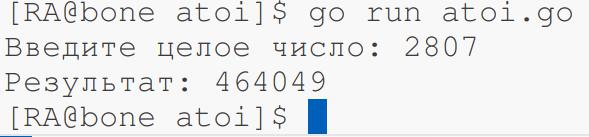 [RA@bone atoi]$ go run atoi.go
Введите целое число: 2807
Результат: 464049
[RA@bone atoi]$